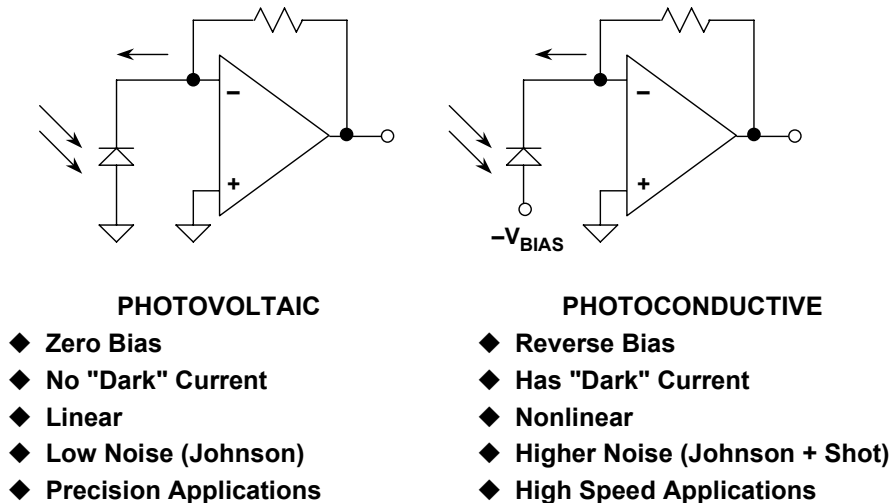 −
+
−
+
−VBIAS
PHOTOVOLTAIC
◆ Zero Bias
◆ No "Dark" Current
◆ Linear
◆ Low Noise (Johnson)
◆ Precision Applications
PHOTOCONDUCTIVE
◆ Reverse Bias
◆ Has "Dark" Current
◆ Nonlinear
◆ Higher Noise (Johnson + Shot)
◆ High Speed Applications